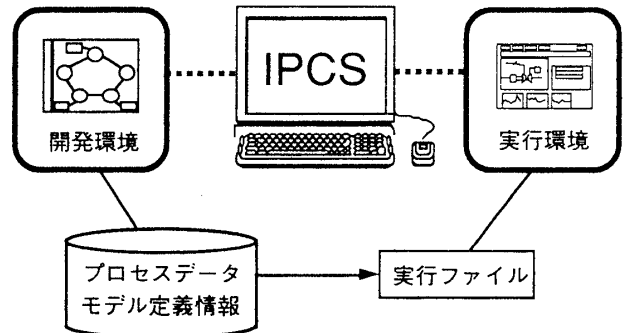 IPCS
開発環境
実行環境
プロセスデータ
モデル定義情報
実行ファイル